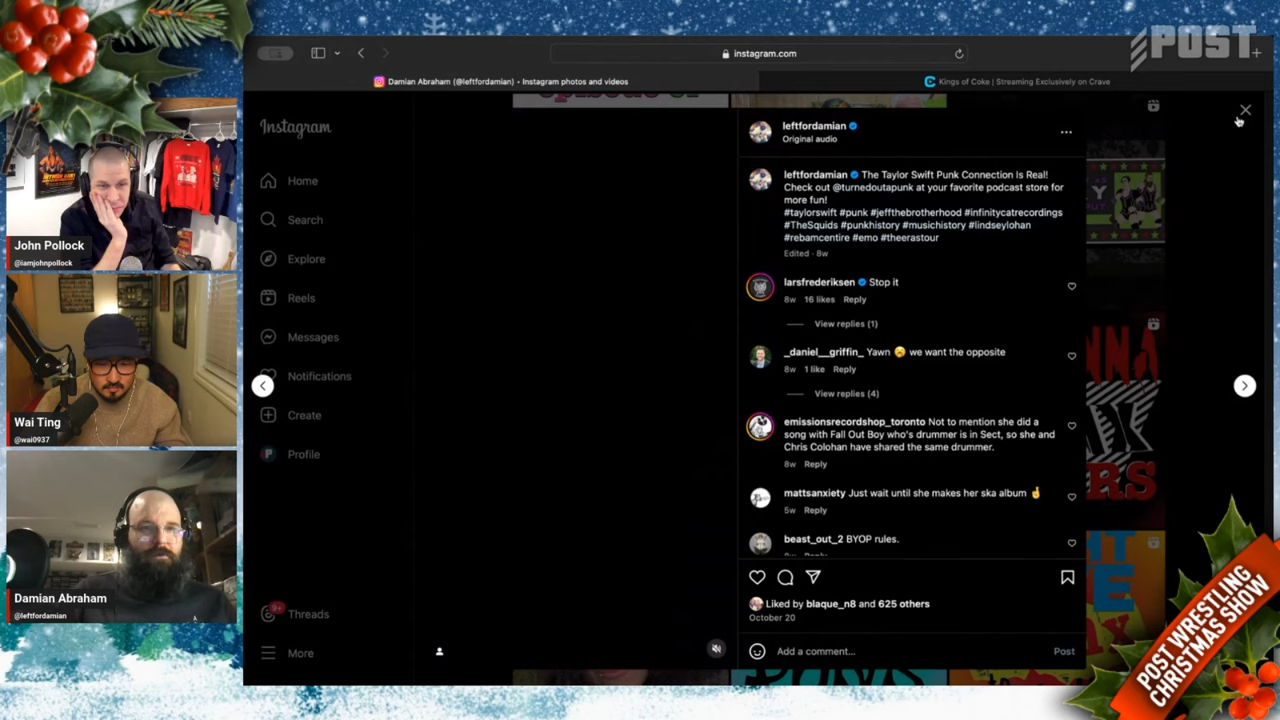 POST
instagram.com
Damian Abraham (@leftfordamian) • Instagram photos and videos
Kings of Coke | Streaming Exclusively on Crave
Instagram
Home
Search
Explore
Reels
Messages
Notifications
Create
Profile
9+
Threads
More
leftfordamian
Original audio
leftfordamian The Taylor Swift Punk Connection Is Real!
Check out @turnedoutapunk at your favorite podcast store for
more fun!
#taylorswift #punk #jeffthebrotherhood #infinitycatrecordings
#TheSquids #punkhistory #musichistory #lindseylohan
#rebamcentire #emo #theerastour
Edited · 8w
larsfrederiksen Stop it
8w 16 likes Reply
View replies (1)
_daniel__griffin_ Yawn 😮 we want the opposite
8w 1 like Reply
View replies (4)
emissionsrecordshop_toronto Not to mention she did a
song with Fall Out Boy who's drummer is in Sect, so she and
Chris Colohan have shared the same drummer.
8w Reply
mattsanxiety Just wait until she makes her ska album 🤞
5w Reply
beast_out_2 BYOP rules.
Liked by blaque_n8 and 625 others
October 20
Add a comment...
Post
John Pollock
@iamjohnpollock
Wai Ting
@wai0937
Damian Abraham
@leftfordamian
POST WRESTLING
CHRISTMAS SHOW